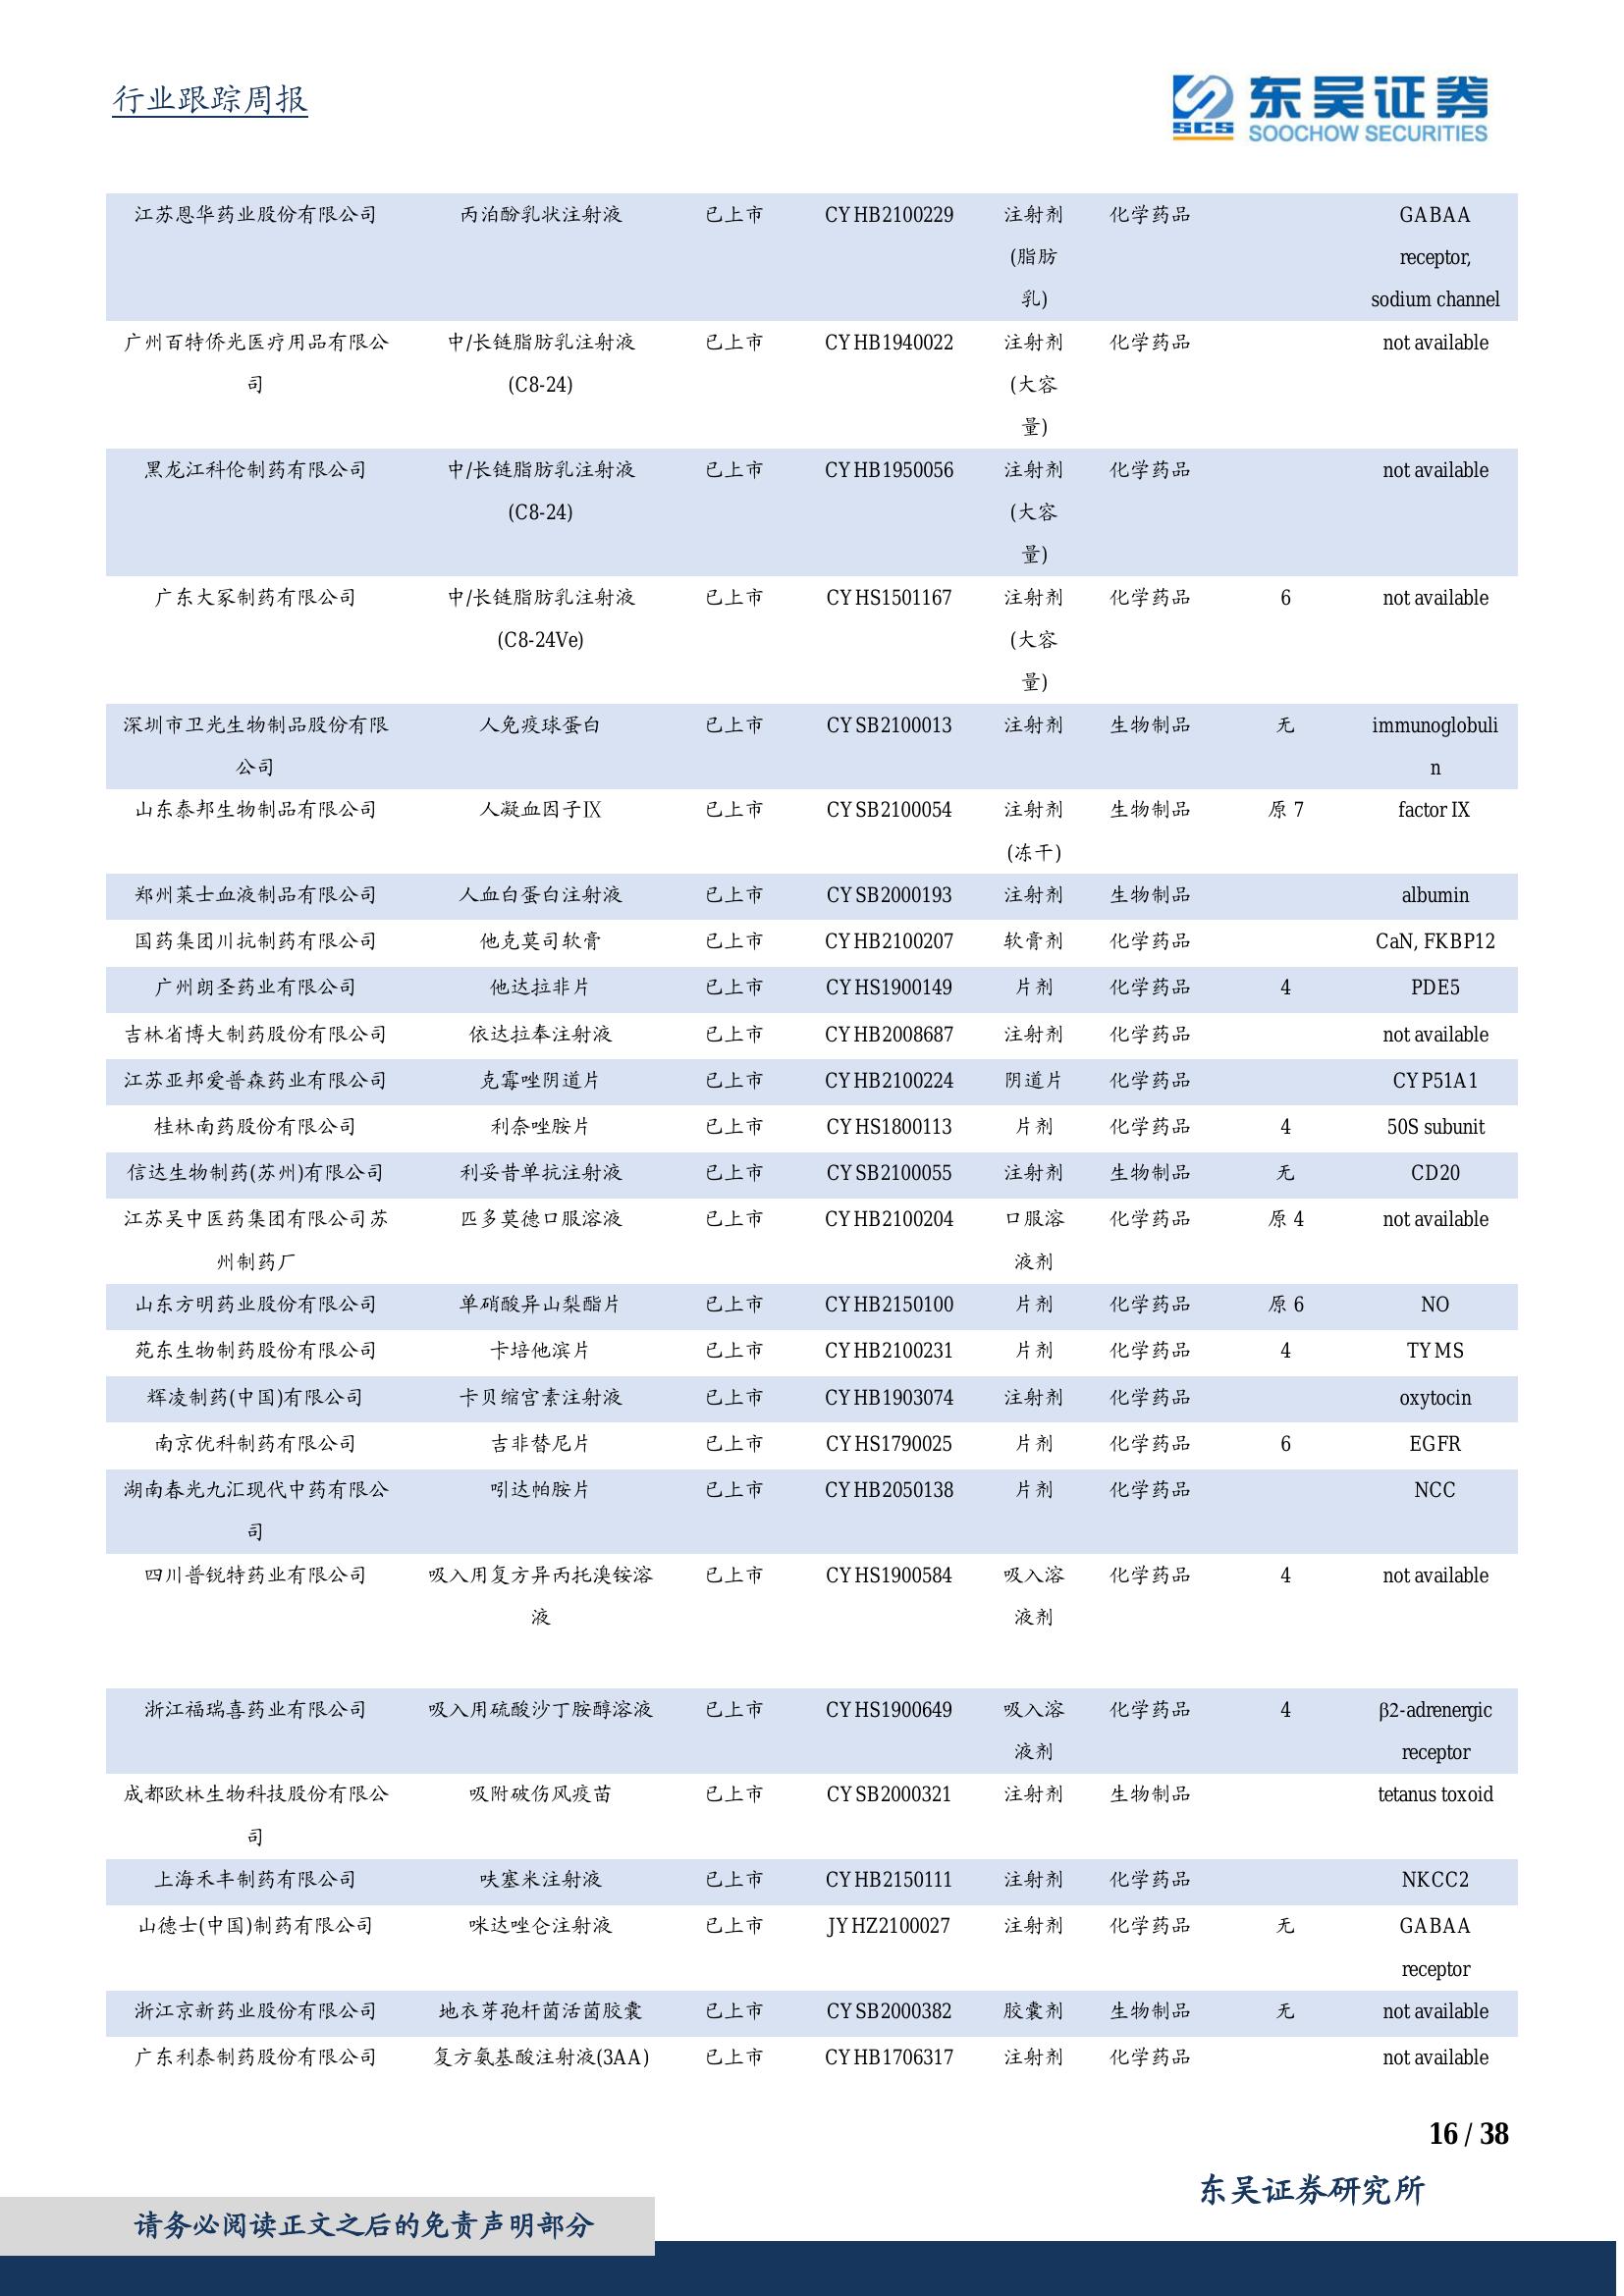 行业跟踪周报
东吴证券
SCS
SOOCHOW SECURITIES
江苏恩华药业股份有限公司 丙泊酚乳状注射液 已上市 CYHB2100229 注射剂 化学药品 GABAA
(脂肪 receptor,
乳) sodium channel
广州百特侨光医疗用品有限公 中/长链脂肪乳注射液 已上市 CYHB1940022 注射剂 化学药品 not available
司 (C8-24) (大容
量)
黑龙江科伦制药有限公司 中/长链脂肪乳注射液 已上市 CYHB1950056 注射剂 化学药品 not available
(C8-24) (大容
量)
广东大冢制药有限公司 中/长链脂肪乳注射液 已上市 CYHS1501167 注射剂 化学药品 6 not available
(C8-24Ve) (大容
量)
深圳市卫光生物制品股份有限 人免疫球蛋白 已上市 CYSB2100013 注射剂 生物制品 无 immunoglobuli
公司 n
山东泰邦生物制品有限公司 人凝血因子Ⅸ 已上市 CYSB2100054 注射剂 生物制品 原 7 factor IX
(冻干)
郑州莱士血液制品有限公司 人血白蛋白注射液 已上市 CYSB2000193 注射剂 生物制品 albumin
国药集团川抗制药有限公司 他克莫司软膏 已上市 CYHB2100207 软膏剂 化学药品 CaN, FKBP12
广州朗圣药业有限公司 他达拉非片 已上市 CYHS1900149 片剂 化学药品 4 PDE5
吉林省博大制药股份有限公司 依达拉奉注射液 已上市 CYHB2008687 注射剂 化学药品 not available
江苏亚邦爱普森药业有限公司 克霉唑阴道片 已上市 CYHB2100224 阴道片 化学药品 CYP51A1
桂林南药股份有限公司 利奈唑胺片 已上市 CYHS1800113 片剂 化学药品 4 50S subunit
信达生物制药(苏州)有限公司 利妥昔单抗注射液 已上市 CYSB2100055 注射剂 生物制品 无 CD20
江苏吴中医药集团有限公司苏 匹多莫德口服溶液 已上市 CYHB2100204 口服溶 化学药品 原 4 not available
州制药厂 液剂
山东方明药业股份有限公司 单硝酸异山梨酯片 已上市 CYHB2150100 片剂 化学药品 原 6 NO
苑东生物制药股份有限公司 卡培他滨片 已上市 CYHB2100231 片剂 化学药品 4 TYMS
辉凌制药(中国)有限公司 卡贝缩宫素注射液 已上市 CYHB1903074 注射剂 化学药品 oxytocin
南京优科制药有限公司 吉非替尼片 已上市 CYHS1790025 片剂 化学药品 6 EGFR
湖南春光九汇现代中药有限公 吲达帕胺片 已上市 CYHB2050138 片剂 化学药品 NCC
司
四川普锐特药业有限公司 吸入用复方异丙托溴铵溶 已上市 CYHS1900584 吸入溶 化学药品 4 not available
液 液剂
浙江福瑞喜药业有限公司 吸入用硫酸沙丁胺醇溶液 已上市 CYHS1900649 吸入溶 化学药品 4 β2-adrenergic
液剂 receptor
成都欧林生物科技股份有限公 吸附破伤风疫苗 已上市 CYSB2000321 注射剂 生物制品 tetanus toxoid
司
上海禾丰制药有限公司 呋塞米注射液 已上市 CYHB2150111 注射剂 化学药品 NKCC2
山德士(中国)制药有限公司 咪达唑仑注射液 已上市 JYHZ2100027 注射剂 化学药品 无 GABAA
receptor
浙江京新药业股份有限公司 地衣芽孢杆菌活菌胶囊 已上市 CYSB2000382 胶囊剂 生物制品 无 not available
广东利泰制药股份有限公司 复方氨基酸注射液(3AA) 已上市 CYHB1706317 注射剂 化学药品 not available
16 / 38
东吴证券研究所
请务必阅读正文之后的免责声明部分